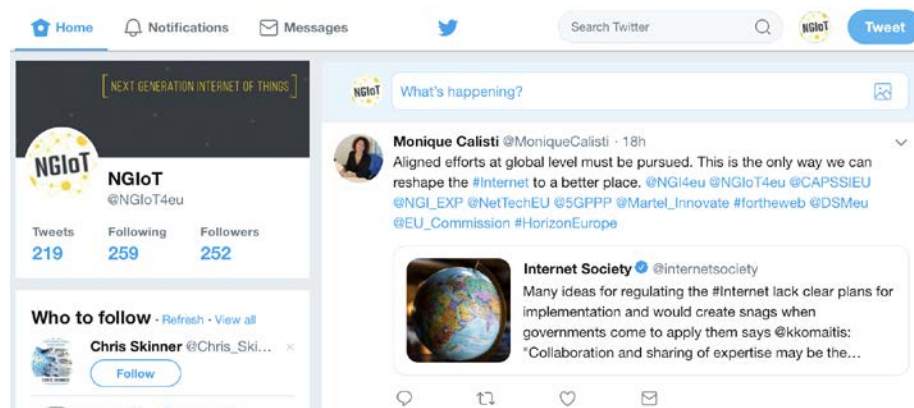 Home Notifications Messages Search Twitter NGIoT Tweet
[NEXT GENERATION INTERNET OF THINGS]
NGIoT
NGIoT
@NGIoT4eu
Tweets Following Followers
219 259 252
Who to follow · Refresh · View all
Chris Skinner @Chris_Ski...
Follow
NGIoT What's happening?
Monique Calisti @MoniqueCalisti · 18h
Aligned efforts at global level must be pursued. This is the only way we can
reshape the #Internet to a better place. @NGI4eu @NGIoT4eu @CAPSSIEU
@NGI_EXP @NetTechEU @5GPPP @Martel_Innovate #fortheweb @DSMeu
@EU_Commission #HorizonEurope
Internet Society @internetsociety
Many ideas for regulating the #Internet lack clear plans for
implementation and would create snags when
governments come to apply them says @kkomaitis:
"Collaboration and sharing of expertise may be the...